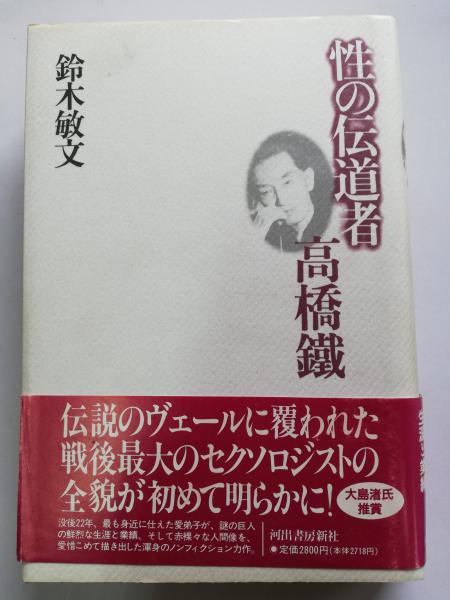 性の伝道者
高橋鐵
鈴木敏文
伝説のヴェールに覆われた
戦後最大のセクソロジストの
全貌が初めて明らかに!
大島渚氏
推賞
没後22年、最も身近に仕えた愛弟子が、謎の巨人
の鮮烈な生涯と業績、そして赤裸々な人間像を、
愛惜こめて描き出した渾身のノンフィクション力作。
河出書房新社
●定価2800円(本体2718円)